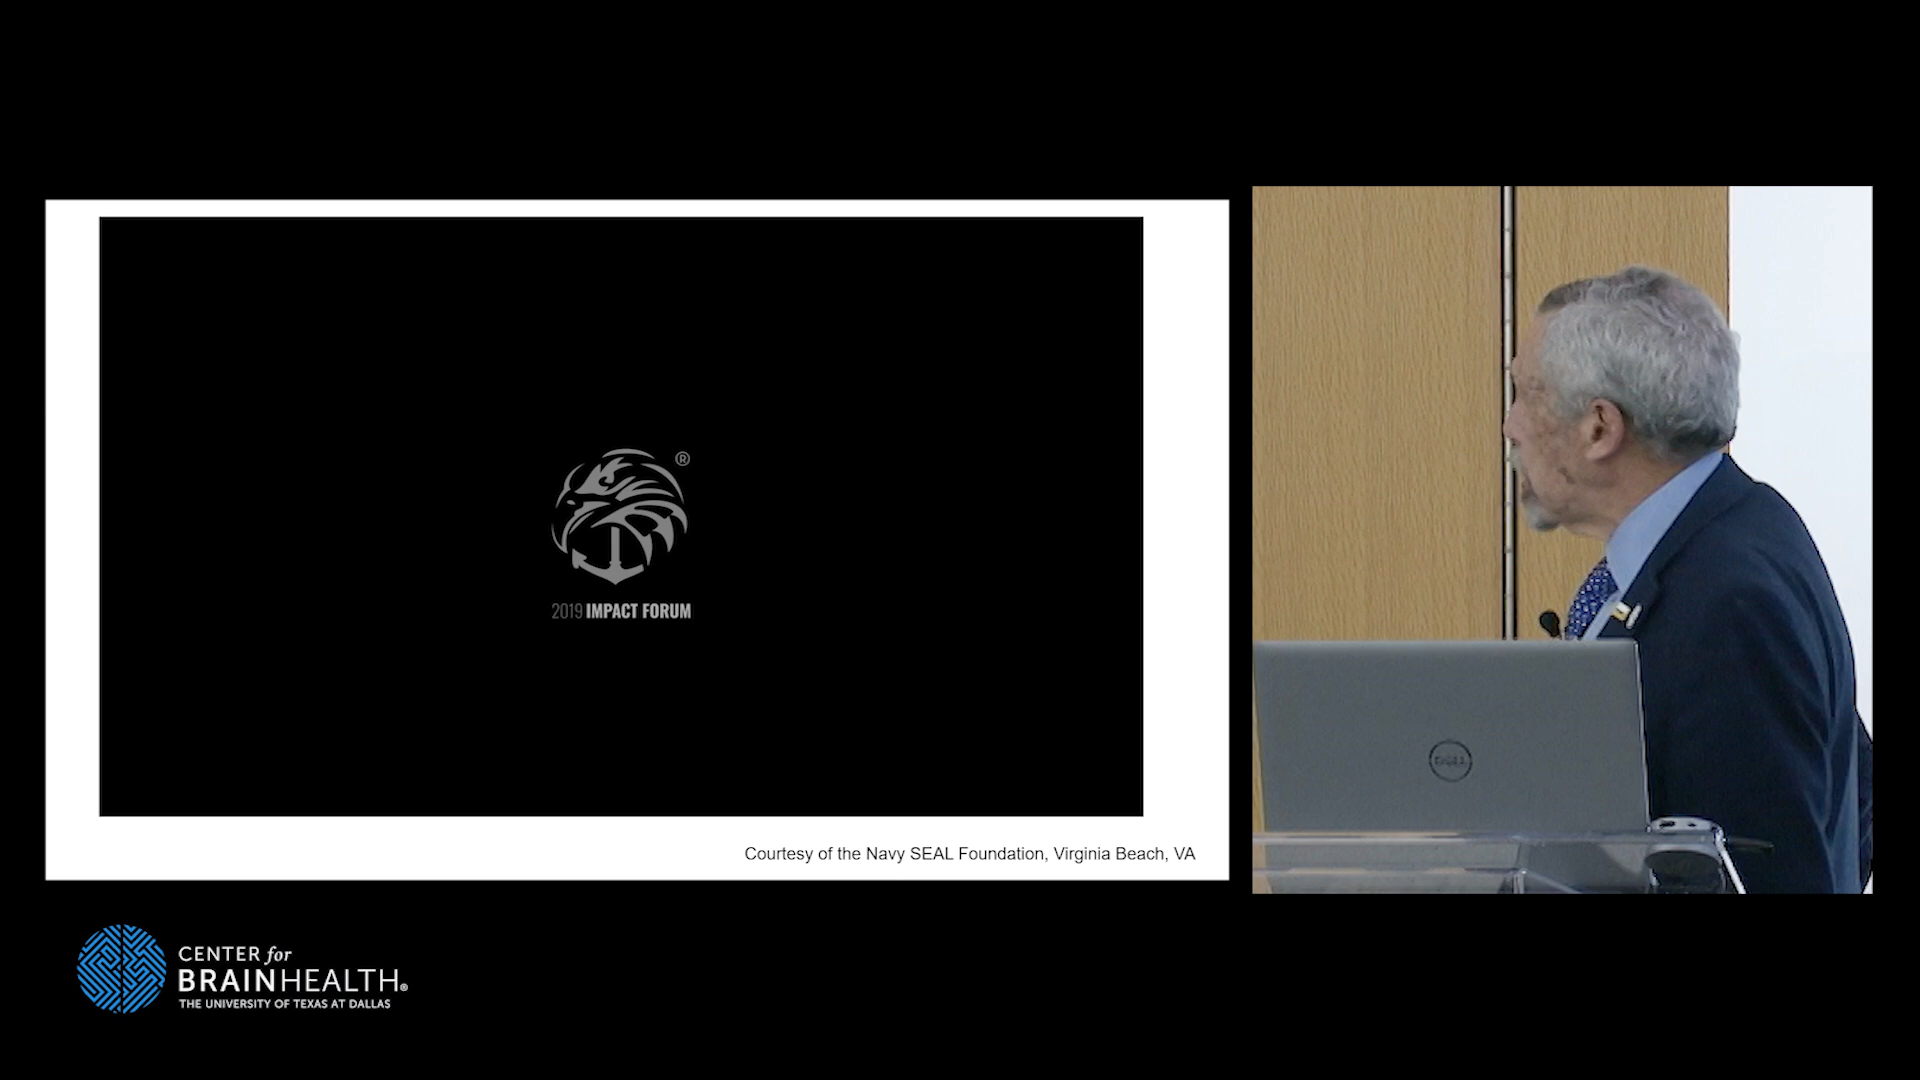 ®
2019 IMPACT FORUM
Courtesy of the Navy SEAL Foundation, Virginia Beach, VA
DELL
CENTER for
BRAINHEALTH®
THE UNIVERSITY OF TEXAS AT DALLAS